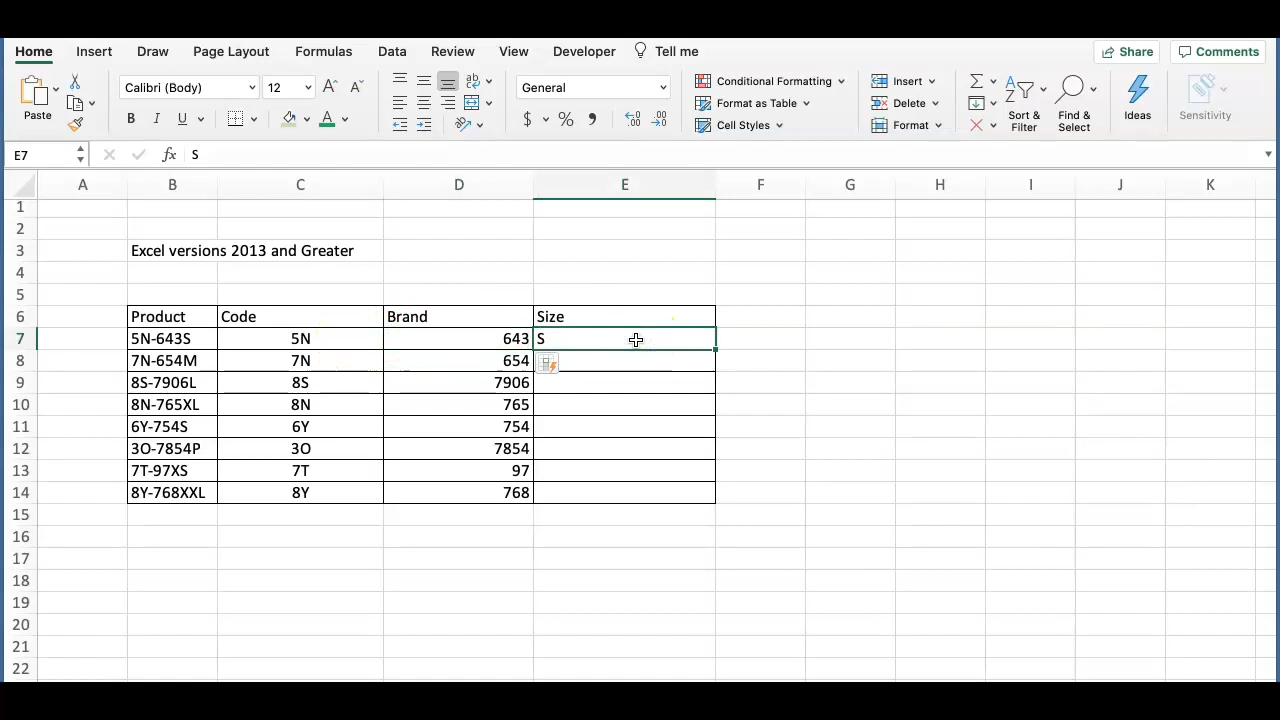 Home Insert Draw Page Layout Formulas Data Review View Developer Tell me Share Comments
Paste Calibri (Body) 12 A A General Conditional Formatting Insert Σ
B I U A $ % Format as Table Delete Sort & Filter Find & Select Ideas Sensitivity
Cell Styles Format
E7 fx S
A B C D E F G H I J K
1
2
3 Excel versions 2013 and Greater
4
5
6 Product Code Brand Size
7 5N-643S 5N 643 S
8 7N-654M 7N 654
9 8S-7906L 8S 7906
10 8N-765XL 8N 765
11 6Y-754S 6Y 754
12 3O-7854P 3O 7854
13 7T-97XS 7T 97
14 8Y-768XXL 8Y 768
15
16
17
18
19
20
21
22